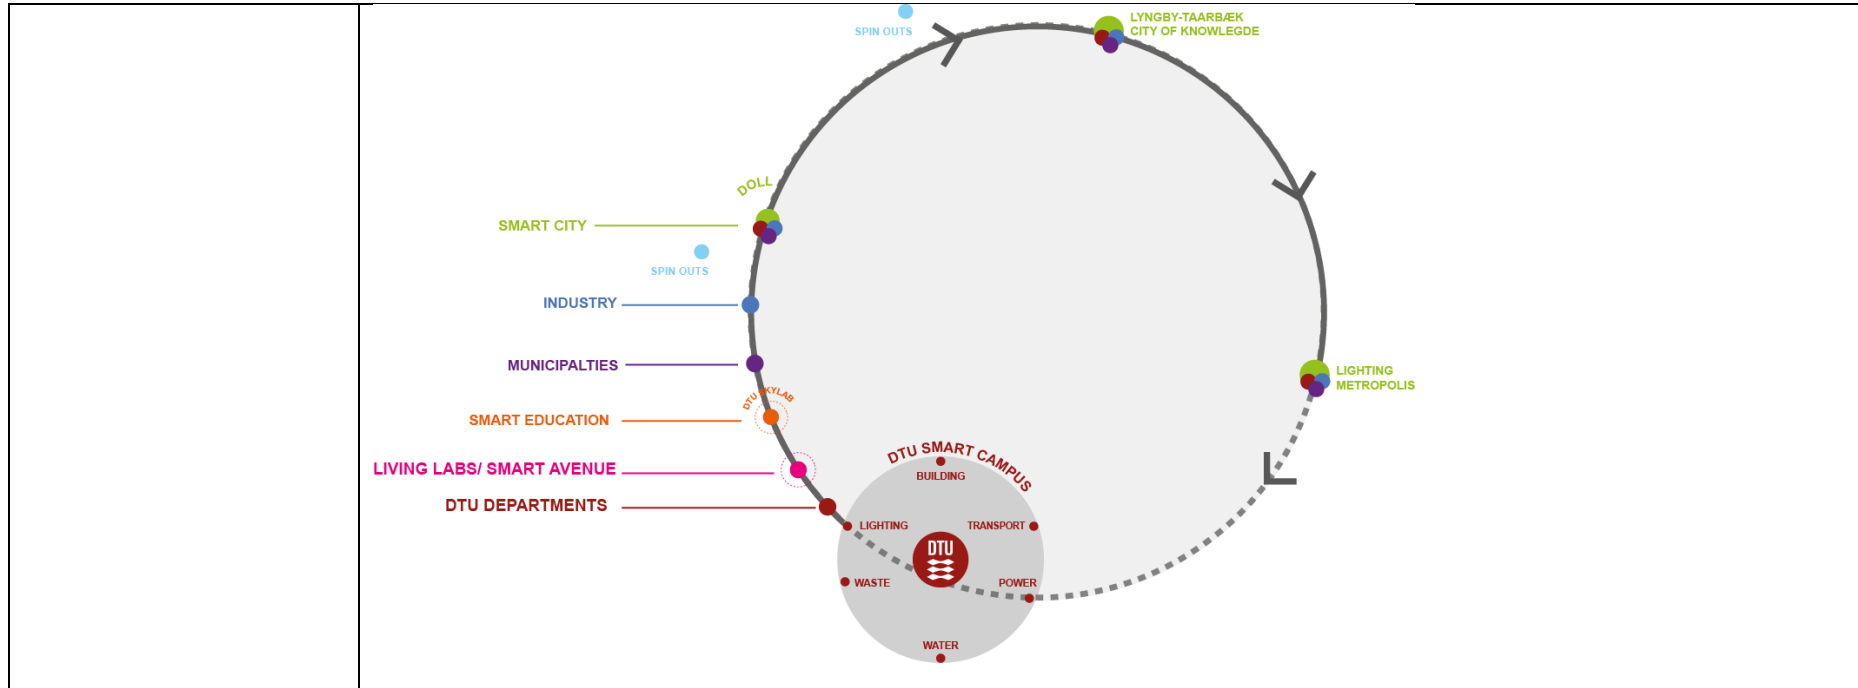 SPIN OUTS
LYNGBY-TAARBÆK
CITY OF KNOWLEGDE
DOLL
SMART CITY
SPIN OUTS
INDUSTRY
MUNICIPALTIES
LIGHTING
METROPOLIS
DTU SKYLAB
SMART EDUCATION
LIVING LABS/ SMART AVENUE
DTU DEPARTMENTS
DTU SMART CAMPUS
BUILDING
LIGHTING
TRANSPORT
DTU
WASTE
POWER
WATER